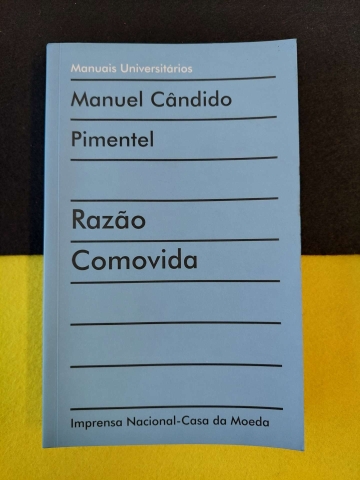 Manuais Universitários
Manuel Cândido
Pimentel
Razão
Comovida
Imprensa Nacional-Casa da Moeda